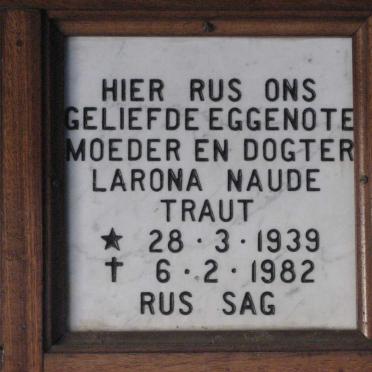 HIER RUS ONS
GELIEFDE EGGENOTE
MOEDER EN DOGTER
LARONA NAUDE
TRAUT
★ 28·3·1939
† 6·2·1982
RUS SAG